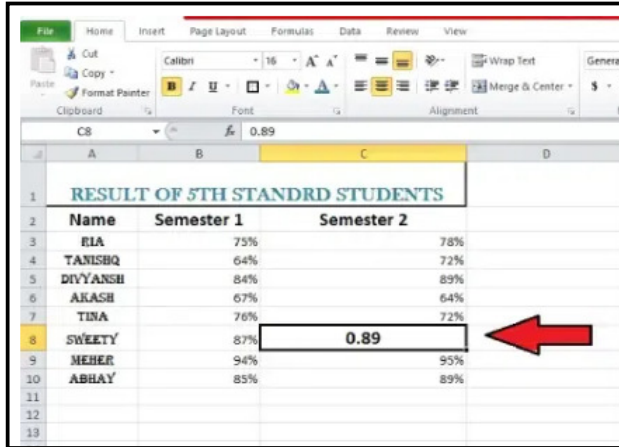 File Home Insert Page Layout Formulas Data Review View
Cut
Calibri 16 A A Wrap Text Genera
Copy
Paste Format Painter B I U A Merge & Center $
Clipboard Font Alignment
C8 fx 0.89
A B C D
1 RESULT OF 5TH STANDRD STUDENTS
2 Name Semester 1 Semester 2
3 RIA 75% 78%
4 TANISHQ 64% 72%
5 DIVYANSH 84% 89%
6 AKASH 67% 64%
7 TINA 76% 72%
8 SWEETY 87% 0.89
9 MEHER 94% 95%
10 ABHAY 85% 89%
11
12
13